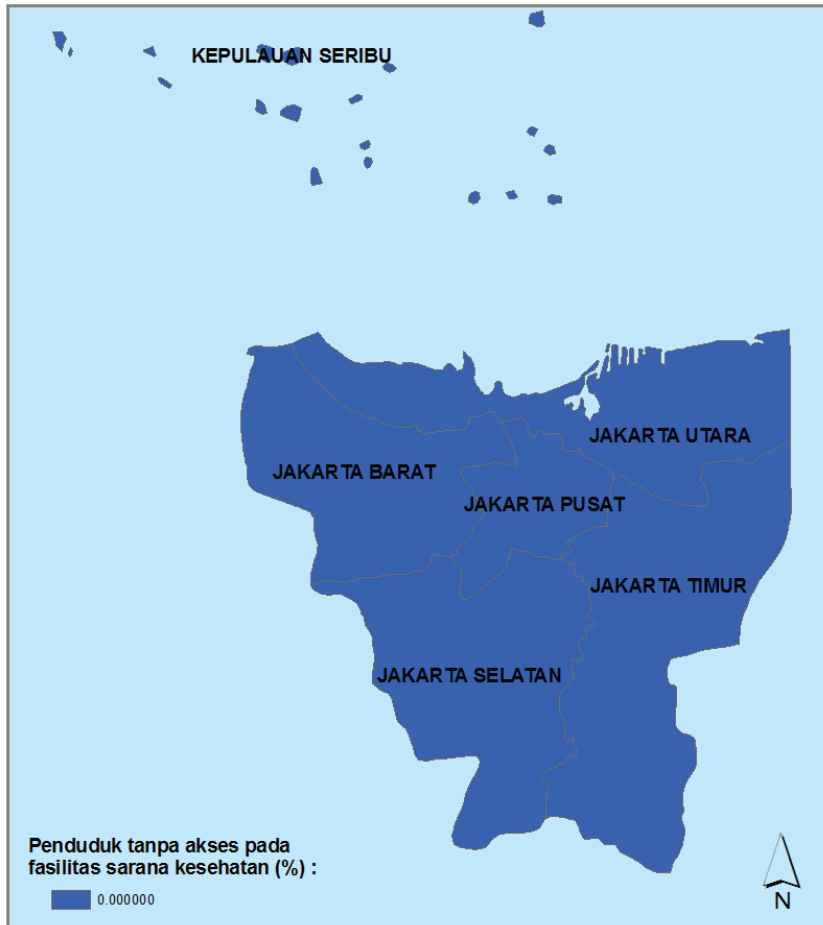 KEPULAUAN SERIBU
JAKARTA UTARA
JAKARTA BARAT
JAKARTA PUSAT
JAKARTA TIMUR
JAKARTA SELATAN
Penduduk tanpa akses pada
fasilitas sarana kesehatan (%) :
0.000000
N